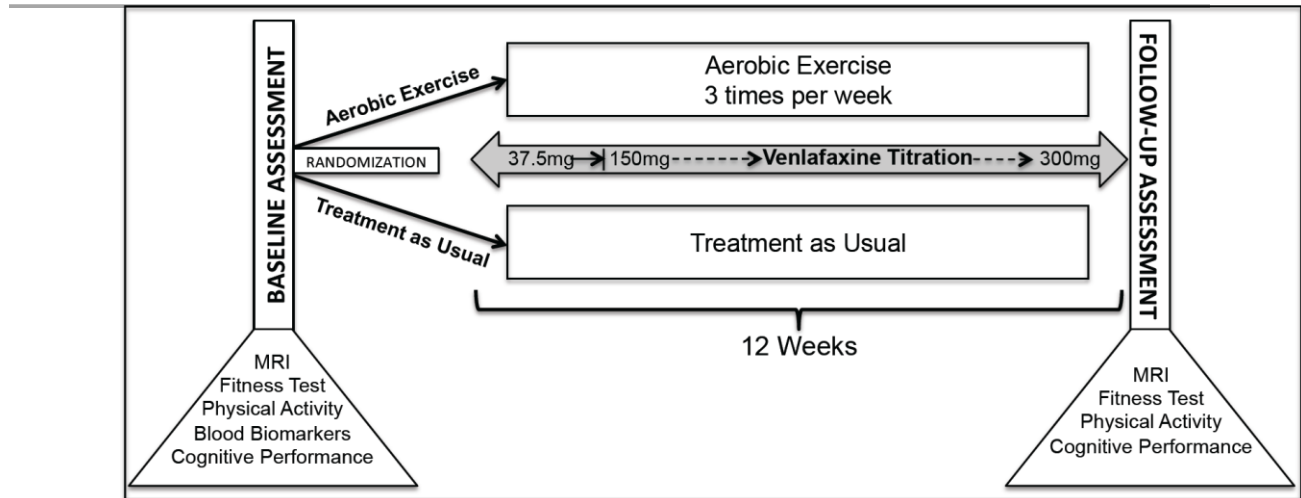 BASELINE ASSESSMENT
Aerobic Exercise
RANDOMIZATION
Treatment as Usual
Aerobic Exercise
3 times per week
37.5mg 150mg Venlafaxine Titration 300mg
Treatment as Usual
12 Weeks
FOLLOW-UP ASSESSMENT
MRI
Fitness Test
Physical Activity
Blood Biomarkers
Cognitive Performance
MRI
Fitness Test
Physical Activity
Cognitive Performance